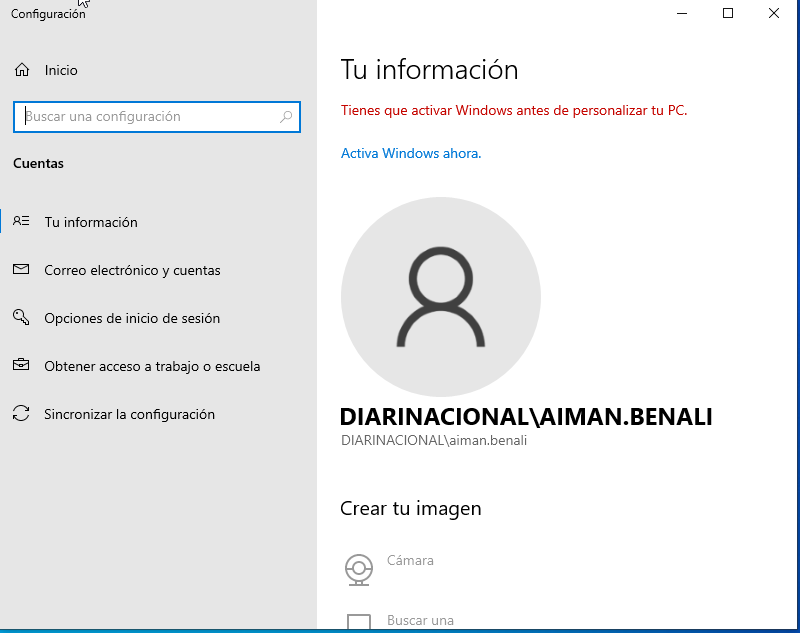 Configuración
Inicio
Buscar una configuración
Cuentas
Tu información
Correo electrónico y cuentas
Opciones de inicio de sesión
Obtener acceso a trabajo o escuela
Sincronizar la configuración
Tu información
Tienes que activar Windows antes de personalizar tu PC.
Activa Windows ahora.
DIARINACIONAL\AIMAN.BENALI
DIARINACIONAL\aiman.benali
Crear tu imagen
Cámara
Buscar una